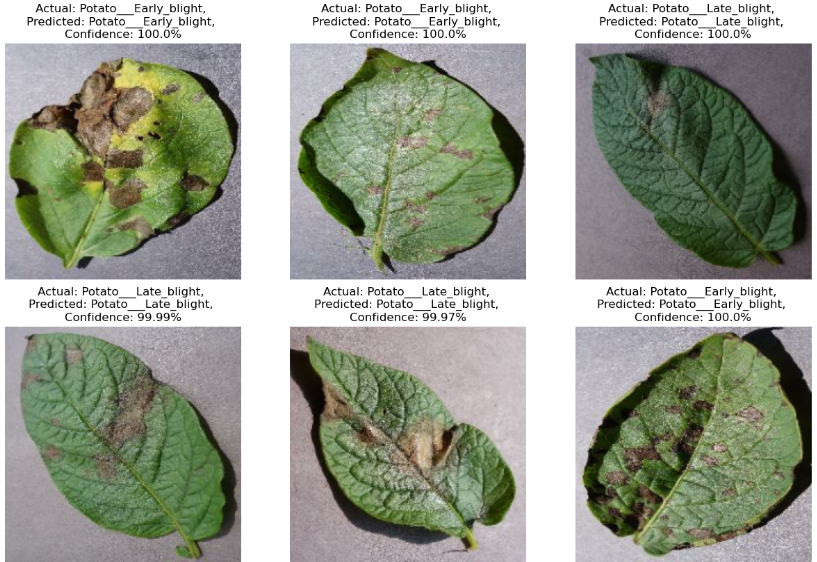 Actual: Potato___Early_blight,
Predicted: Potato___Early_blight,
Confidence: 100.0%
Actual: Potato___Early_blight,
Predicted: Potato___Early_blight,
Confidence: 100.0%
Actual: Potato___Late_blight,
Predicted: Potato___Late_blight,
Confidence: 100.0%
Actual: Potato___Late_blight,
Predicted: Potato___Late_blight,
Confidence: 99.99%
Actual: Potato___Late_blight,
Predicted: Potato___Late_blight,
Confidence: 99.97%
Actual: Potato___Early_blight,
Predicted: Potato___Early_blight,
Confidence: 100.0%